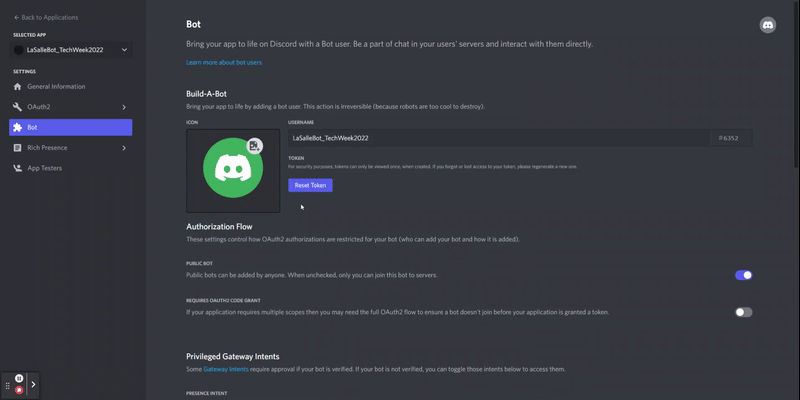 Back to Applications
SELECTED APP
LaSalleBot_TechWeek2022
SETTINGS
General Information
OAuth2
Bot
Rich Presence
App Testers
Bot
Bring your app to life on Discord with a Bot user. Be a part of chat in your users' servers and interact with them directly.
Learn more about bot users
Build-A-Bot
Bring your app to life by adding a bot user. This action is irreversible (because robots are too cool to destroy).
ICON
USERNAME
LaSalleBot_TechWeek2022
#6352
TOKEN
For security purposes, tokens can only be viewed once, when created. If you forgot or lost access to your token, please regenerate a new one.
Reset Token
Authorization Flow
These settings control how OAuth2 authorizations are restricted for your bot (who can add your bot and how it is added).
PUBLIC BOT
Public bots can be added by anyone. When unchecked, only you can join this bot to servers.
REQUIRES OAUTH2 CODE GRANT
If your application requires multiple scopes then you may need the full OAuth2 flow to ensure a bot doesn't join before your application is granted a token.
Privileged Gateway Intents
Some Gateway Intents require approval if your bot is verified. If your bot is not verified, you can toggle those intents below to access them.
PRESENCE INTENT